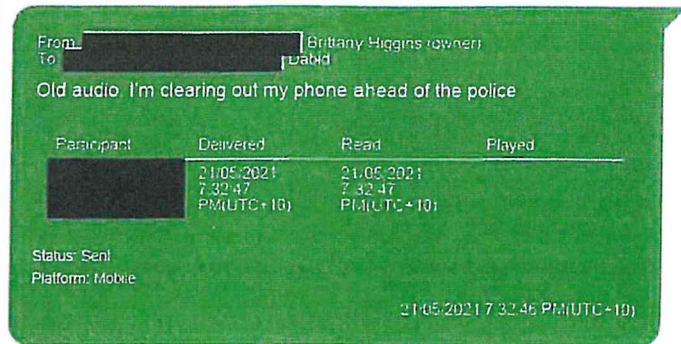 From Brittany Higgins (owner)
To Dabid
Old audio. I'm clearing out my phone ahead of the police
Participant Delivered Read Played
21/05/2021 21/05/2021
7:32:47 7:32:47
PM(UTC+10) PM(UTC+10)
Status: Sent
Platform: Mobile
21/05/2021 7:32:46 PM(UTC+10)